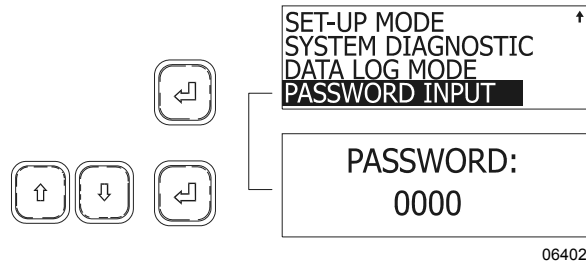 SET-UP MODE
SYSTEM DIAGNOSTIC
DATA LOG MODE
PASSWORD INPUT
PASSWORD:
0000
06402